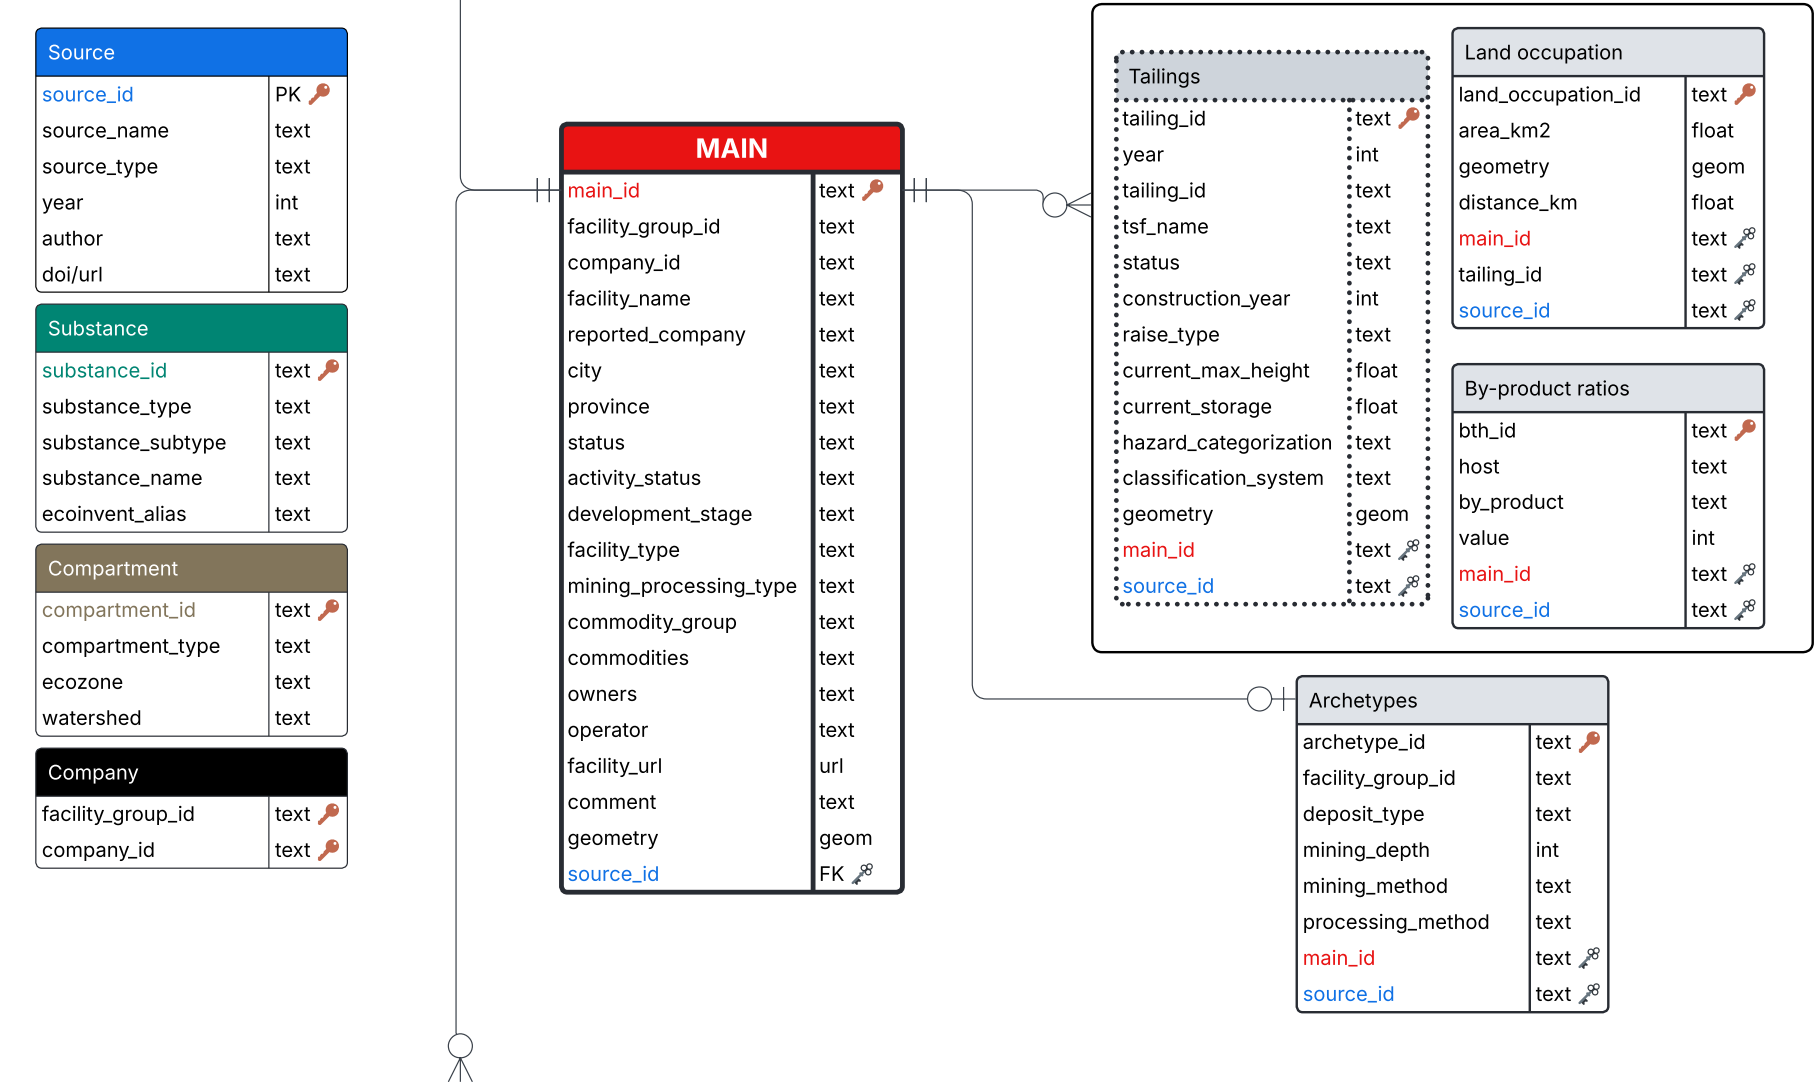 Source
source_id PK
source_name text
source_type text
year int
author text
doi/url text
Substance
substance_id text
substance_type text
substance_subtype text
substance_name text
ecoinvent_alias text
Compartment
compartment_id text
compartment_type text
ecozone text
watershed text
Company
facility_group_id text
company_id text
MAIN
main_id text
facility_group_id text
company_id text
facility_name text
reported_company text
city text
province text
status text
activity_status text
development_stage text
facility_type text
mining_processing_type text
commodity_group text
commodities text
owners text
operator text
facility_url url
comment text
geometry geom
source_id FK
Tailings
tailing_id text
year int
tailing_id text
tsf_name text
status text
construction_year int
raise_type text
current_max_height float
current_storage float
hazard_categorization text
classification_system text
geometry geom
main_id text
source_id text
Land occupation
land_occupation_id text
area_km2 float
geometry geom
distance_km float
main_id text
tailing_id text
source_id text
By-product ratios
bth_id text
host text
by_product text
value int
main_id text
source_id text
Archetypes
archetype_id text
facility_group_id text
deposit_type text
mining_depth int
mining_method text
processing_method text
main_id text
source_id text